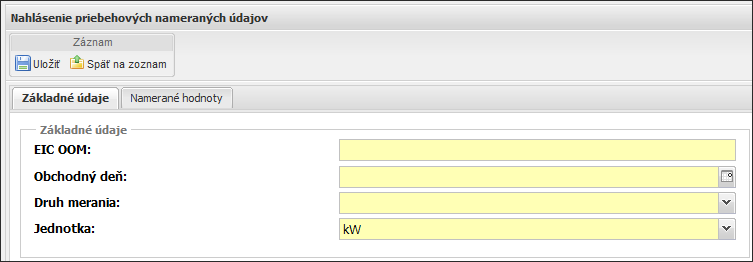 Nahlásenie priebehových nameraných údajov
Záznam
Uložiť Späť na zoznam
Základné údaje Namerané hodnoty
Základné údaje
EIC OOM:
Obchodný deň:
Druh merania:
Jednotka: kW